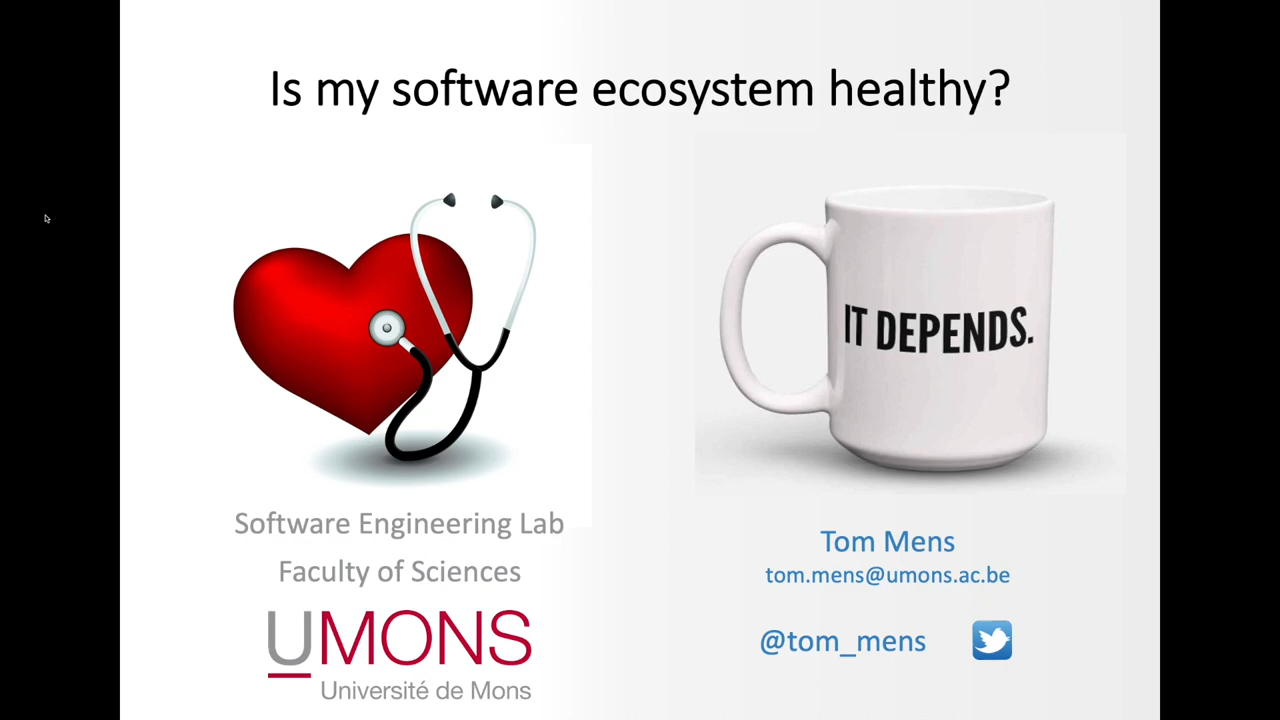 Is my software ecosystem healthy?
IT DEPENDS.
Software Engineering Lab
Faculty of Sciences
UMONS
Université de Mons
Tom Mens
tom.mens@umons.ac.be
@tom_mens